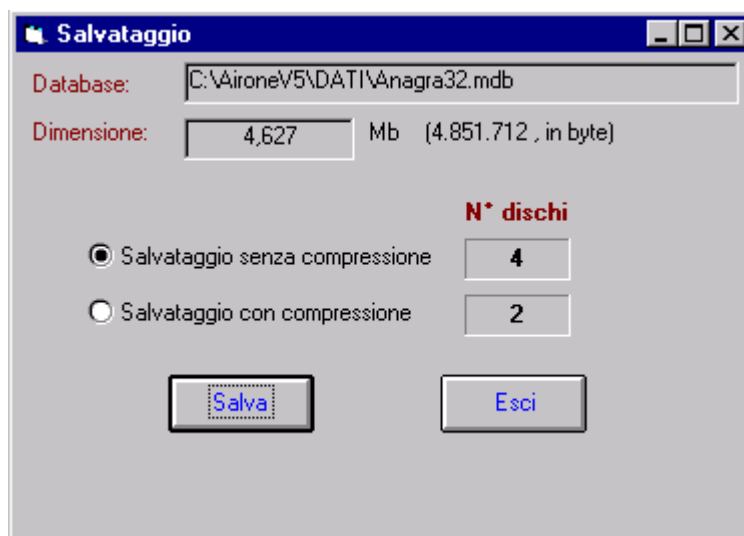 Salvataggio
Database: C:\AironeV5\DATI\Anagra32.mdb
Dimensione: 4,627 Mb (4.851.712 , in byte)
N° dischi
Salvataggio senza compressione 4
Salvataggio con compressione 2
Salva Esci